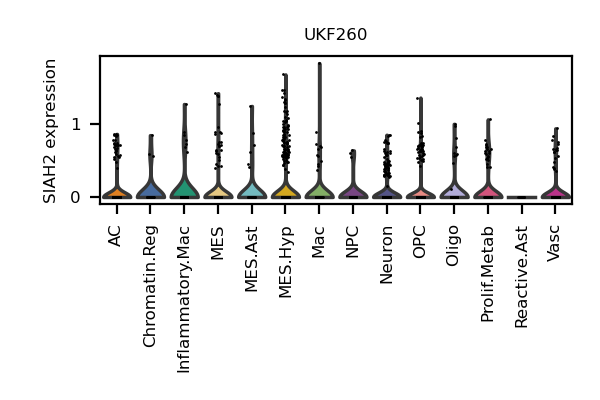 UKF260
SIAH2 expression
1
0
AC
Chromatin.Reg
Inflammatory.Mac
MES
MES.Ast
MES.Hyp
Mac
NPC
Neuron
OPC
Oligo
Prolif.Metab
Reactive.Ast
Vasc